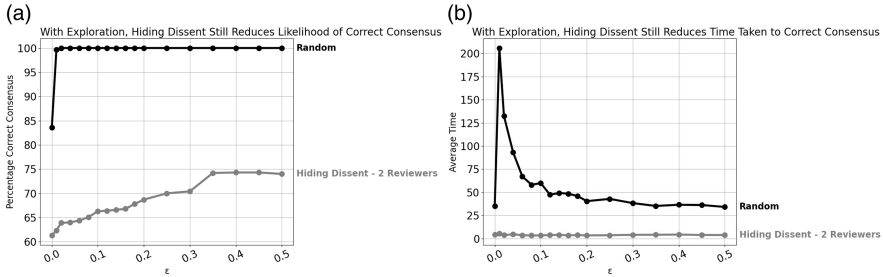 (a)
With Exploration, Hiding Dissent Still Reduces Likelihood of Correct Consensus
Percentage Correct Consensus
100
95
90
85
80
75
70
65
60
Random
Hiding Dissent - 2 Reviewers
0.0
0.1
0.2
0.3
0.4
0.5
ε
(b)
With Exploration, Hiding Dissent Still Reduces Time Taken to Correct Consensus
Average Time
200
175
150
125
100
75
50
25
0
Random
Hiding Dissent - 2 Reviewers
0.0
0.1
0.2
0.3
0.4
0.5
ε